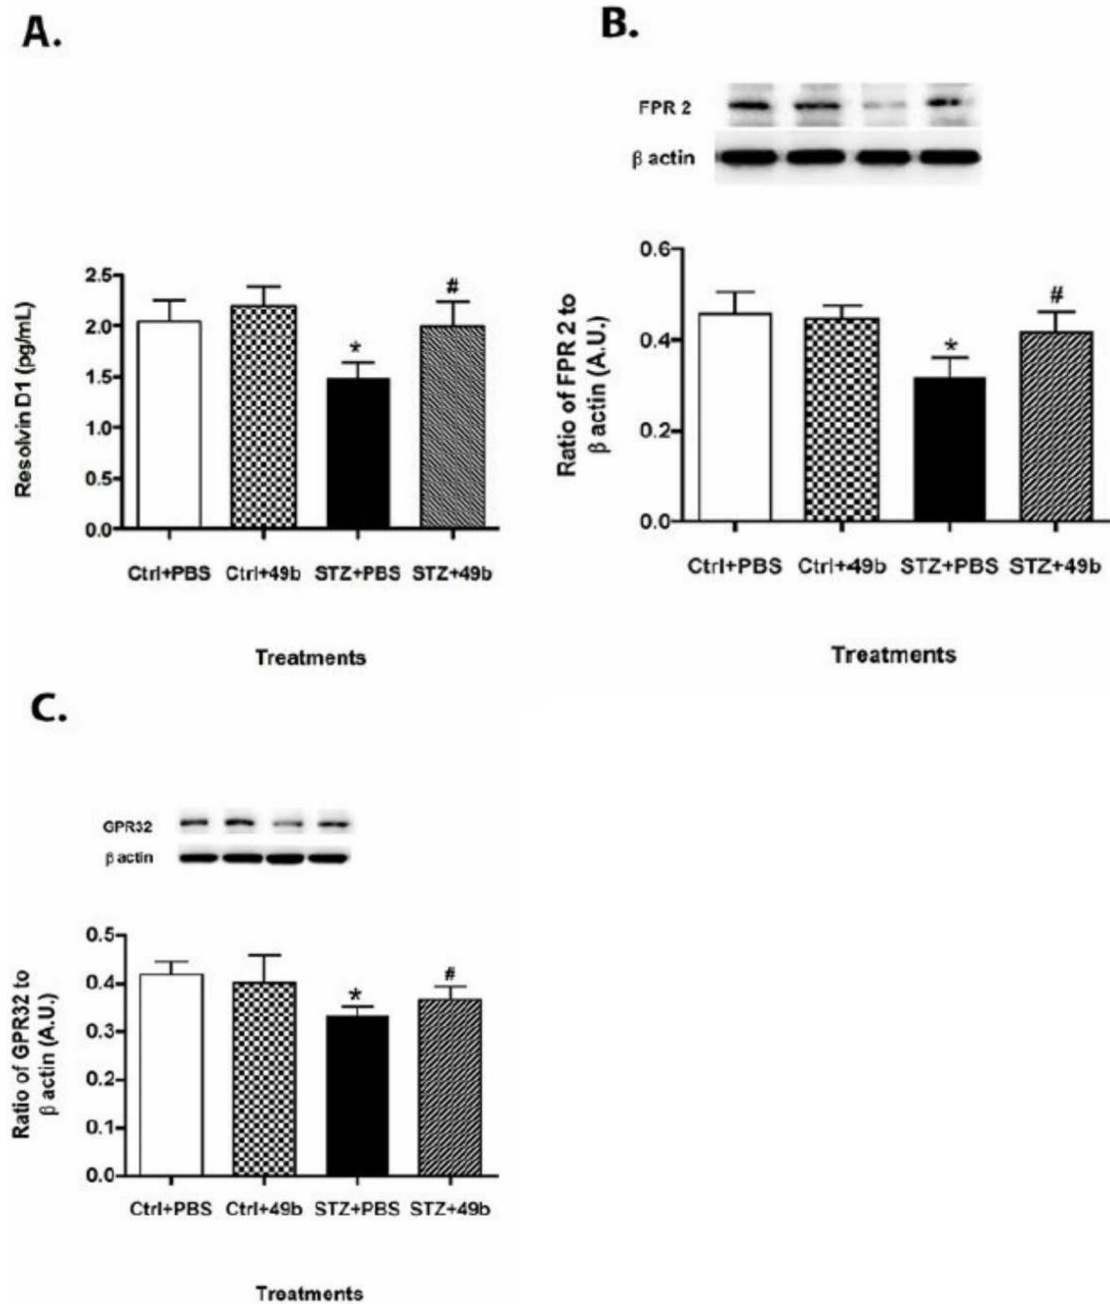 A.
Resolvin D1 (pg/mL)
2.5
2.0
1.5
1.0
0.5
0.0
*
#
Ctrl+PBS Ctrl+49b STZ+PBS STZ+49b
Treatments
B.
FPR 2
β actin
Ratio of FPR 2 to
β actin (A.U.)
0.6
0.4
0.2
0.0
*
#
Ctrl+PBS Ctrl+49b STZ+PBS STZ+49b
Treatments
C.
GPR32
β actin
Ratio of GPR32 to
β actin (A.U.)
0.5
0.4
0.3
0.2
0.1
0.0
*
#
Ctrl+PBS Ctrl+49b STZ+PBS STZ+49b
Treatments